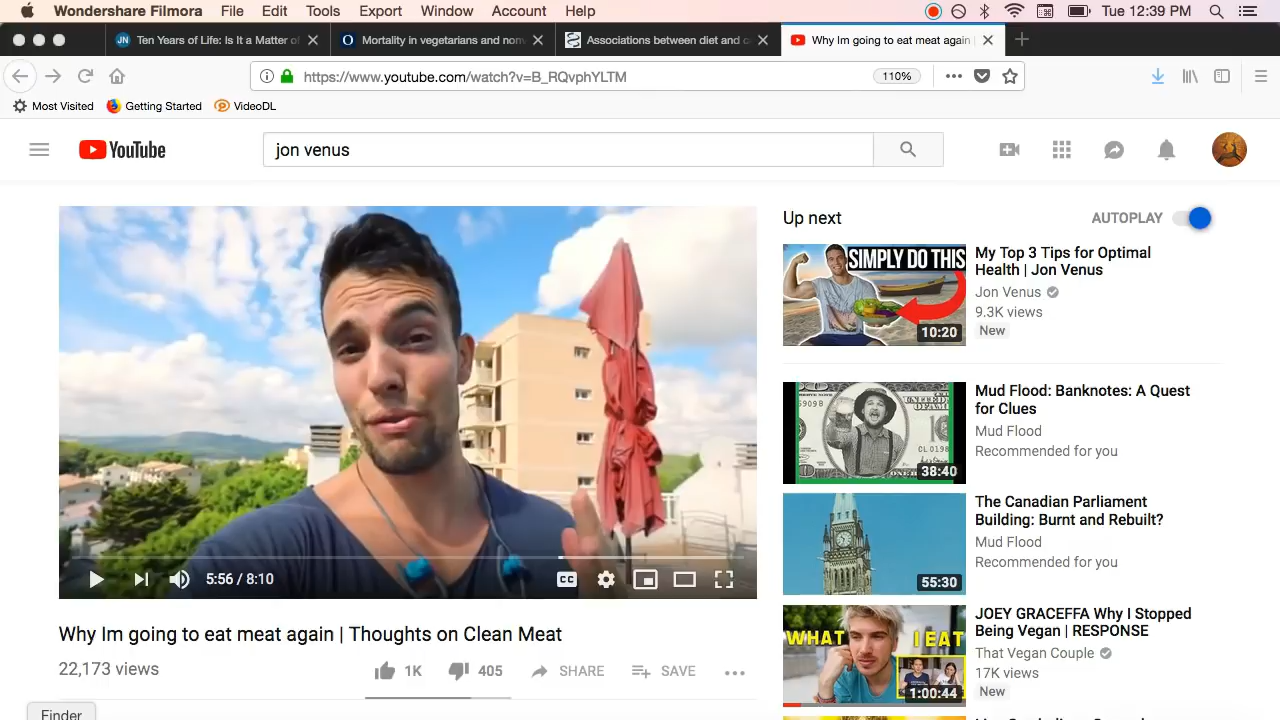 Wondershare Filmora File Edit Tools Export Window Account Help Tue 12:39 PM
JN Ten Years of Life: Is It a Matter of
Mortality in vegetarians and non
Associations between diet and c
Why Im going to eat meat again |
https://www.youtube.com/watch?v=B_RQvphYLTM
110%
Most Visited Getting Started VideoDL
YouTube
jon venus
5:56 / 8:10
CC
Why Im going to eat meat again | Thoughts on Clean Meat
22,173 views
1K 405 SHARE SAVE
Finder
Up next
AUTOPLAY
SIMPLY DO THIS
10:20
My Top 3 Tips for Optimal
Health | Jon Venus
Jon Venus
9.3K views
New
38:40
Mud Flood: Banknotes: A Quest
for Clues
Mud Flood
Recommended for you
55:30
The Canadian Parliament
Building: Burnt and Rebuilt?
Mud Flood
Recommended for you
WHAT I EAT
1:00:44
JOEY GRACEFFA Why I Stopped
Being Vegan | RESPONSE
That Vegan Couple
17K views
New